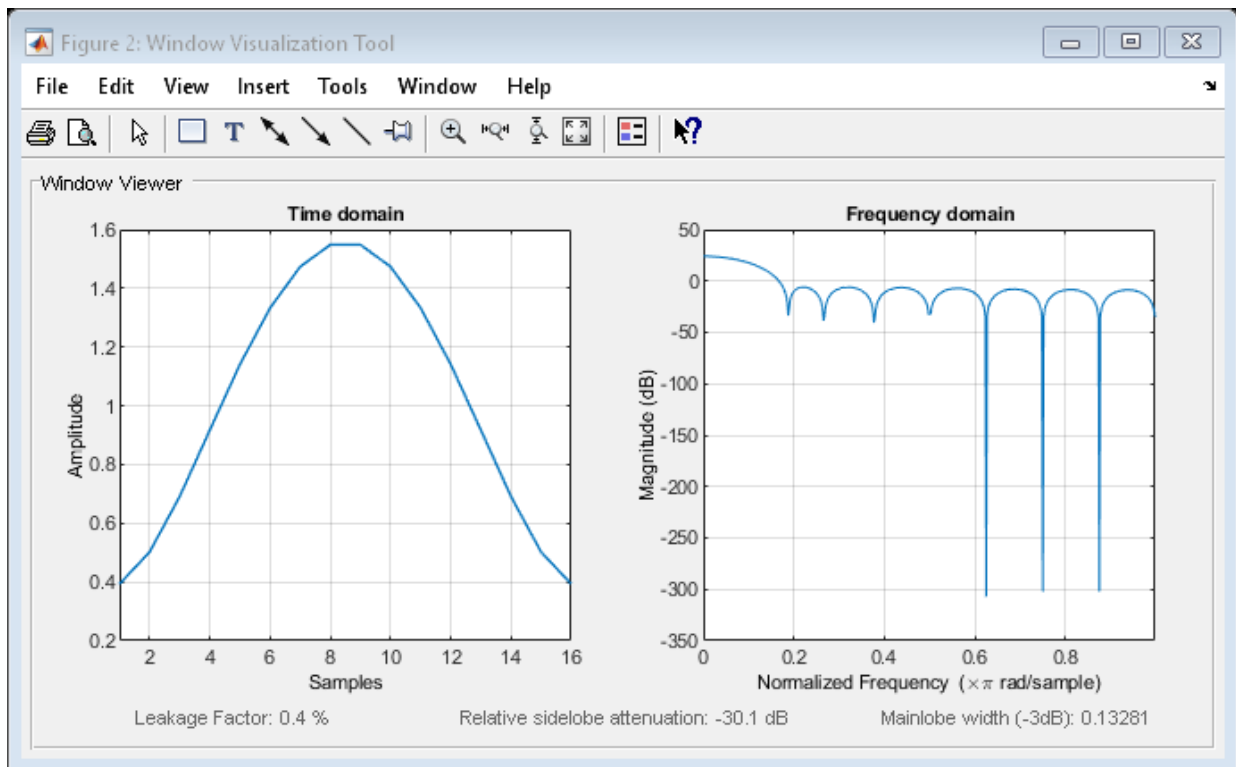 Figure 2: Window Visualization Tool
File Edit View Insert Tools Window Help
T
Window Viewer
Time domain
1.6
1.4
1.2
1
0.8
0.6
0.4
0.2
Amplitude
2 4 6 8 10 12 14 16
Samples
Frequency domain
50
0
-50
-100
-150
-200
-250
-300
-350
Magnitude (dB)
0 0.2 0.4 0.6 0.8
Normalized Frequency (×π rad/sample)
Leakage Factor: 0.4 % Relative sidelobe attenuation: -30.1 dB Mainlobe width (-3dB): 0.13281